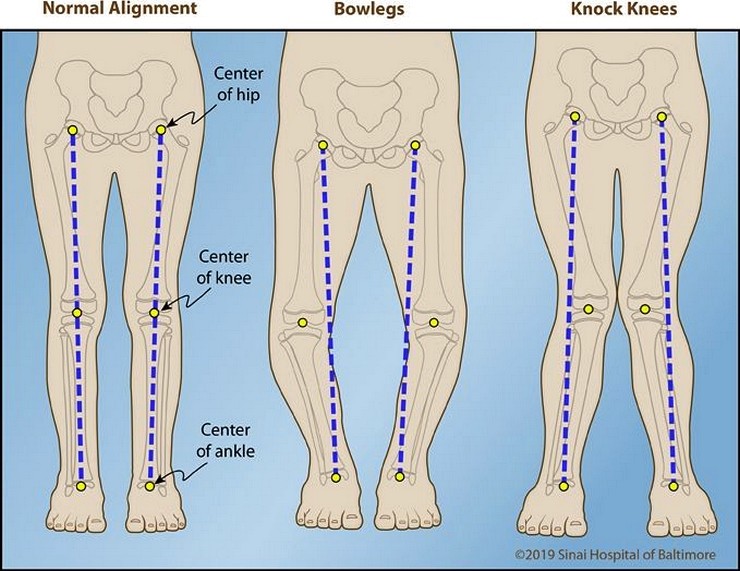 Normal Alignment
Bowlegs
Knock Knees
Center
of hip
Center
of knee
Center
of ankle
©2019 Sinai Hospital of Baltimore